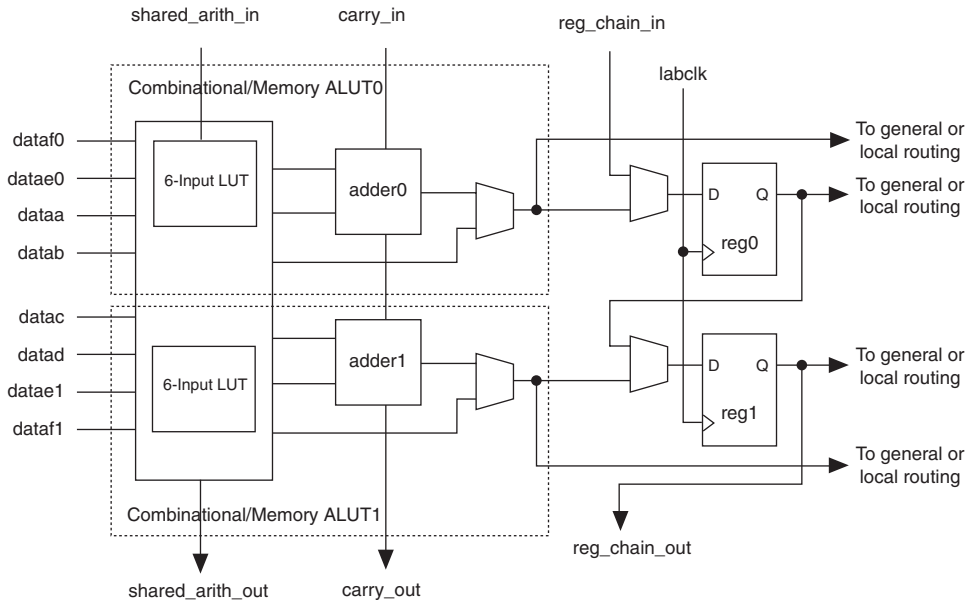 shared_arith_in
carry_in
reg_chain_in
labclk
Combinational/Memory ALUT0
dataf0
datae0
dataa
datab
6-Input LUT
adder0
D Q
reg0
To general or
local routing
To general or
local routing
datac
datad
datae1
dataf1
6-Input LUT
adder1
D Q
reg1
To general or
local routing
To general or
local routing
Combinational/Memory ALUT1
reg_chain_out
shared_arith_out
carry_out